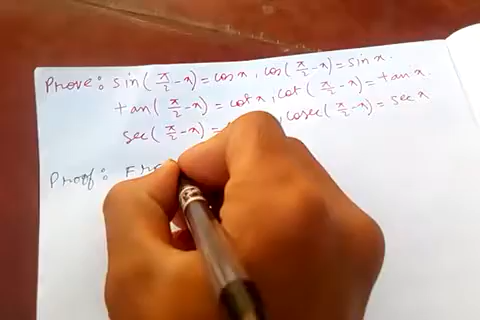 Prove: sin(π/2-x) = cos x, cos(π/2-x) = sin x.
tan(π/2-x) = cot x, cot(π/2-x) = tan x.
sec(π/2-x) = , cosec(π/2-x) = sec x
Proof: